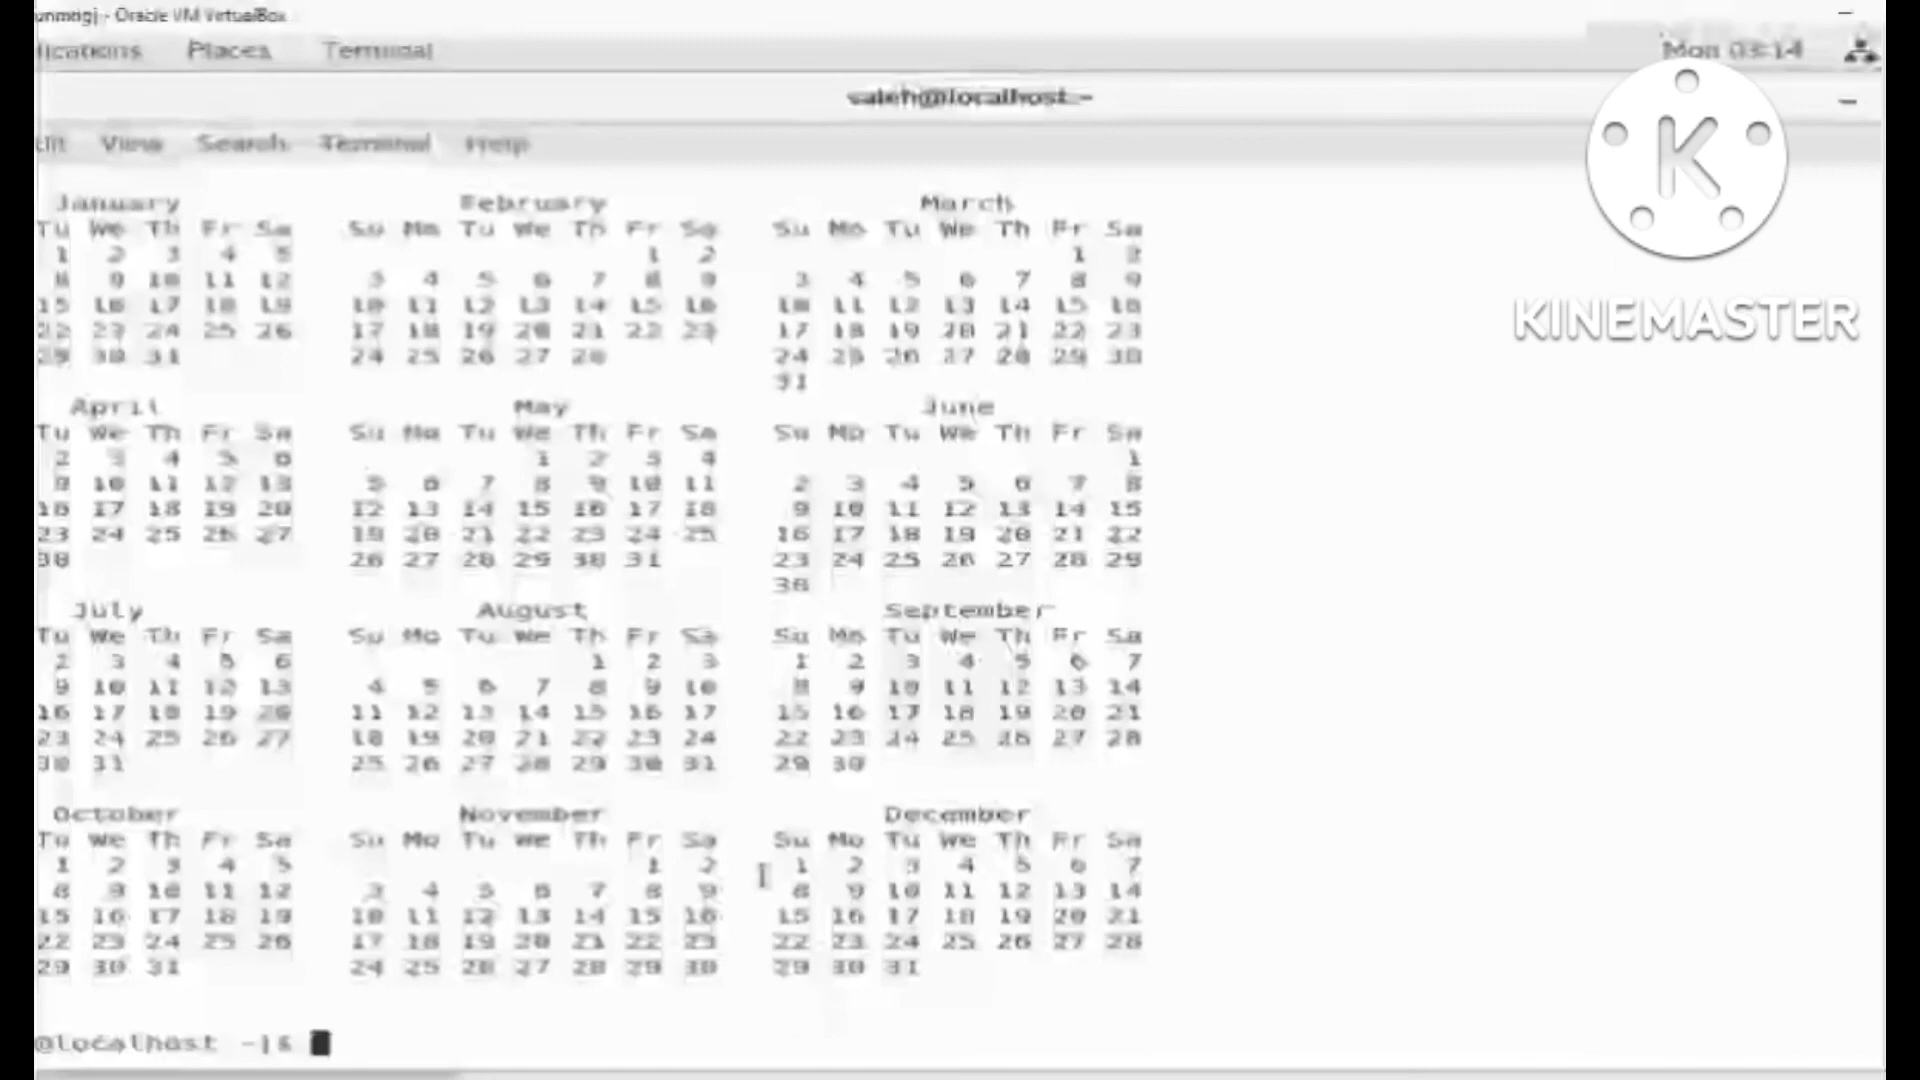 - Oracle VM VirtualBox
lications Places Terminal Mon 03:14
saleh@localhost:~
dit View Search Terminal Help
KINEMASTER
January February March
Tu We Th Fr Sa Su Mo Tu We Th Fr Sa Su Mo Tu We Th Fr Sa
1 2 3 4 5 1 2 1 2
8 9 10 11 12 3 4 5 6 7 8 9 3 4 5 6 7 8 9
15 16 17 18 19 10 11 12 13 14 15 16 10 11 12 13 14 15 16
22 23 24 25 26 17 18 19 20 21 22 23 17 18 19 20 21 22 23
29 30 31 24 25 26 27 28 24 25 26 27 28 29 30
31
April May June
Tu We Th Fr Sa Su Mo Tu We Th Fr Sa Su Mo Tu We Th Fr Sa
2 3 4 5 6 1 2 3 4 1
9 10 11 12 13 5 6 7 8 9 10 11 2 3 4 5 6 7 8
16 17 18 19 20 12 13 14 15 16 17 18 9 10 11 12 13 14 15
23 24 25 26 27 19 20 21 22 23 24 25 16 17 18 19 20 21 22
30 26 27 28 29 30 31 23 24 25 26 27 28 29
30
July August September
Tu We Th Fr Sa Su Mo Tu We Th Fr Sa Su Mo Tu We Th Fr Sa
2 3 4 5 6 1 2 3 1 2 3 4 5 6 7
9 10 11 12 13 4 5 6 7 8 9 10 8 9 10 11 12 13 14
16 17 18 19 20 11 12 13 14 15 16 17 15 16 17 18 19 20 21
23 24 25 26 27 18 19 20 21 22 23 24 22 23 24 25 26 27 28
30 31 25 26 27 28 29 30 31 29 30
October November December
Tu We Th Fr Sa Su Mo Tu We Th Fr Sa Su Mo Tu We Th Fr Sa
1 2 3 4 5 1 2 1 2 3 4 5 6 7
8 9 10 11 12 3 4 5 6 7 8 9 8 9 10 11 12 13 14
15 16 17 18 19 10 11 12 13 14 15 16 15 16 17 18 19 20 21
22 23 24 25 26 17 18 19 20 21 22 23 22 23 24 25 26 27 28
29 30 31 24 25 26 27 28 29 30 29 30 31
@localhost ~]$